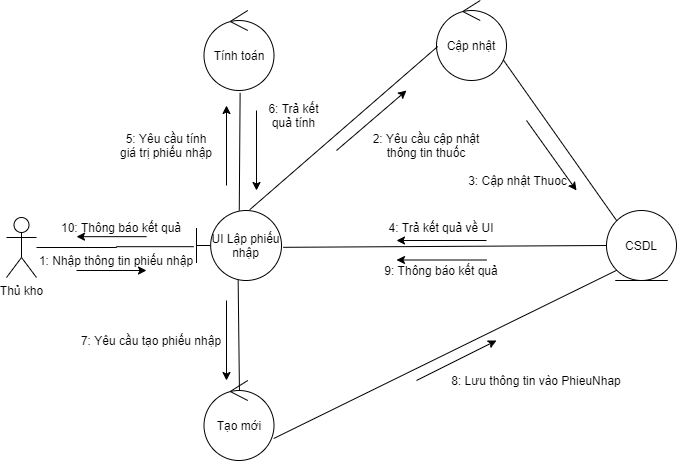 Tính toán
Cập nhật
6: Trả kết
quả tính
5: Yêu cầu tính
giá trị phiếu nhập
2: Yêu cầu cập nhật
thông tin thuốc
3: Cập nhật Thuoc
10: Thông báo kết quả
UI Lập phiếu
nhập
4: Trả kết quả về UI
CSDL
1: Nhập thông tin phiếu nhập
9: Thông báo kết quả
Thủ kho
7: Yêu cầu tạo phiếu nhập
8: Lưu thông tin vào PhieuNhap
Tạo mới